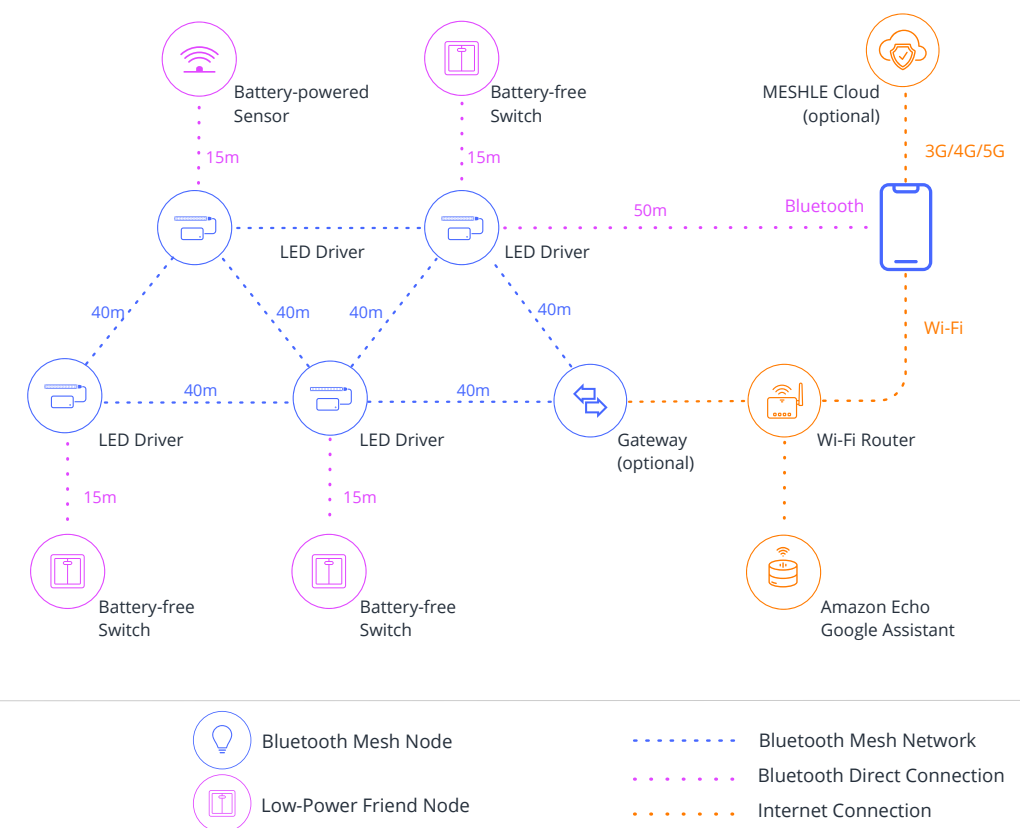 Battery-powered
Sensor
Battery-free
Switch
MESHLE Cloud
(optional)
15m
15m
3G/4G/5G
50m
Bluetooth
LED Driver
LED Driver
40m
40m
40m
40m
Wi-Fi
40m
40m
LED Driver
LED Driver
Gateway
(optional)
Wi-Fi Router
15m
15m
Battery-free
Switch
Battery-free
Switch
Amazon Echo
Google Assistant
Bluetooth Mesh Node
Low-Power Friend Node
Bluetooth Mesh Network
Bluetooth Direct Connection
Internet Connection